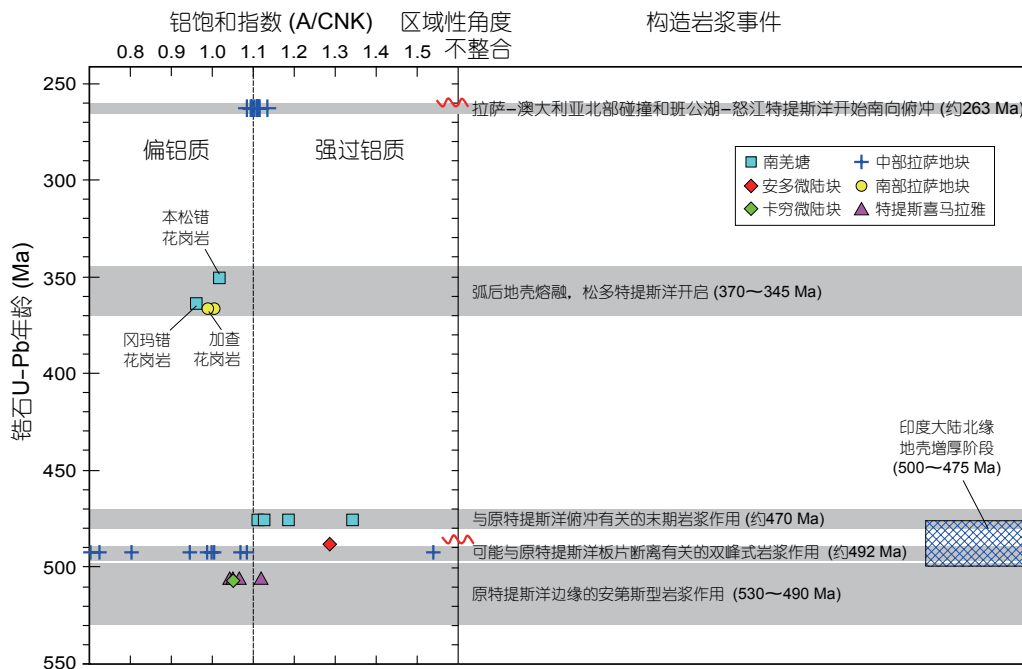 铝饱和指数 (A/CNK)
区域性角度
不整合
构造岩浆事件
0.8 0.9 1.0 1.1 1.2 1.3 1.4 1.5
锆石U-Pb年龄 (Ma)
250
300
350
400
450
500
550
拉萨-澳大利亚北部碰撞和班公湖-怒江特提斯洋开始南向俯冲 (约263 Ma)
偏铝质
强过铝质
南羌塘
中部拉萨地块
安多微陆块
南部拉萨地块
卡穷微陆块
特提斯喜马拉雅
本松错
花岗岩
弧后地壳熔融, 松多特提斯洋开启 (370~345 Ma)
冈玛错
花岗岩
加查
花岗岩
印度大陆北缘
地壳增厚阶段
(500~475 Ma)
与原特提斯洋俯冲有关的末期岩浆作用 (约470 Ma)
可能与原特提斯洋板片断离有关的双峰式岩浆作用 (约492 Ma)
原特提斯洋边缘的安第斯型岩浆作用 (530~490 Ma)